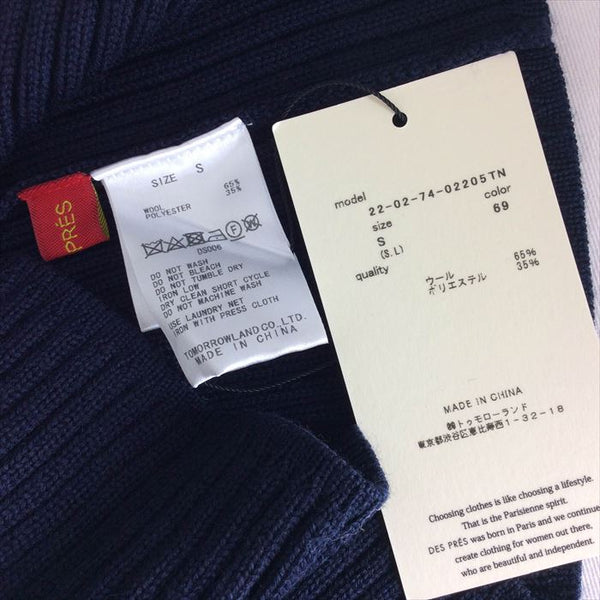 PRÈS
SIZE S
WOOL 65%
POLYESTER 35%
DS006
DO NOT WASH
DO NOT BLEACH
DO NOT TUMBLE DRY
IRON LOW
DRY CLEAN SHORT CYCLE
DO NOT MACHINE WASH
USE LAUNDRY NET
IRON WITH PRESS CLOTH
TOMORROWLAND CO., LTD.
MADE IN CHINA
model 22-02-74-02205TN
size color
S 69
(S.L)
quality
ウール 65%
ポリエステル 35%
MADE IN CHINA
㈱トゥモローランド
東京都渋谷区恵比寿西1-32-18
Choosing clothes is like choosing a lifestyle.
That is the Parisienne spirit.
DES PRÉS was born in Paris and we continue
create clothing for women out there,
who are beautiful and independent.